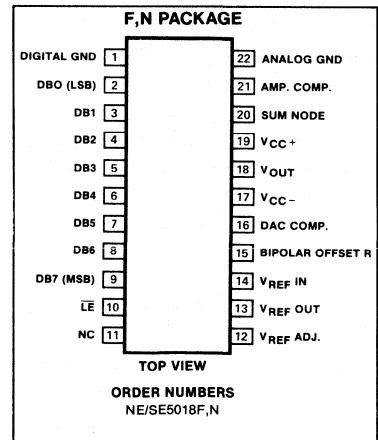 F,N PACKAGE
DIGITAL GND 1
22 ANALOG GND
DBO (LSB) 2
21 AMP. COMP.
DB1 3
20 SUM NODE
DB2 4
19 VCC +
DB3 5
18 VOUT
DB4 6
17 VCC –
DB5 7
16 DAC COMP.
DB6 8
15 BIPOLAR OFFSET R
DB7 (MSB) 9
14 VREF IN
L̅E̅ 10
13 VREF OUT
NC 11
12 VREF ADJ.
TOP VIEW
ORDER NUMBERS
NE/SE5018F,N